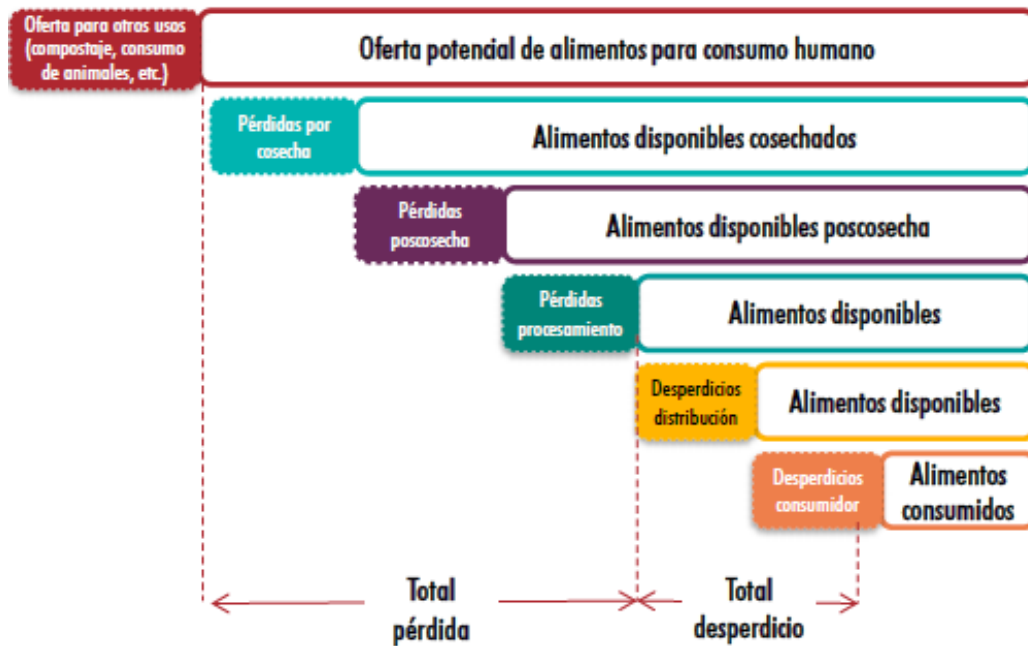 Oferta para otros usos
(compostaje, consumo
de animales, etc.)
Oferta potencial de alimentos para consumo humano
Pérdidas por
cosecha
Alimentos disponibles cosechados
Pérdidas
poscosecha
Alimentos disponibles poscosecha
Pérdidas
procesamiento
Alimentos disponibles
Desperdicios
distribución
Alimentos disponibles
Desperdicios
consumidor
Alimentos
consumidos
Total
pérdida
Total
desperdicio